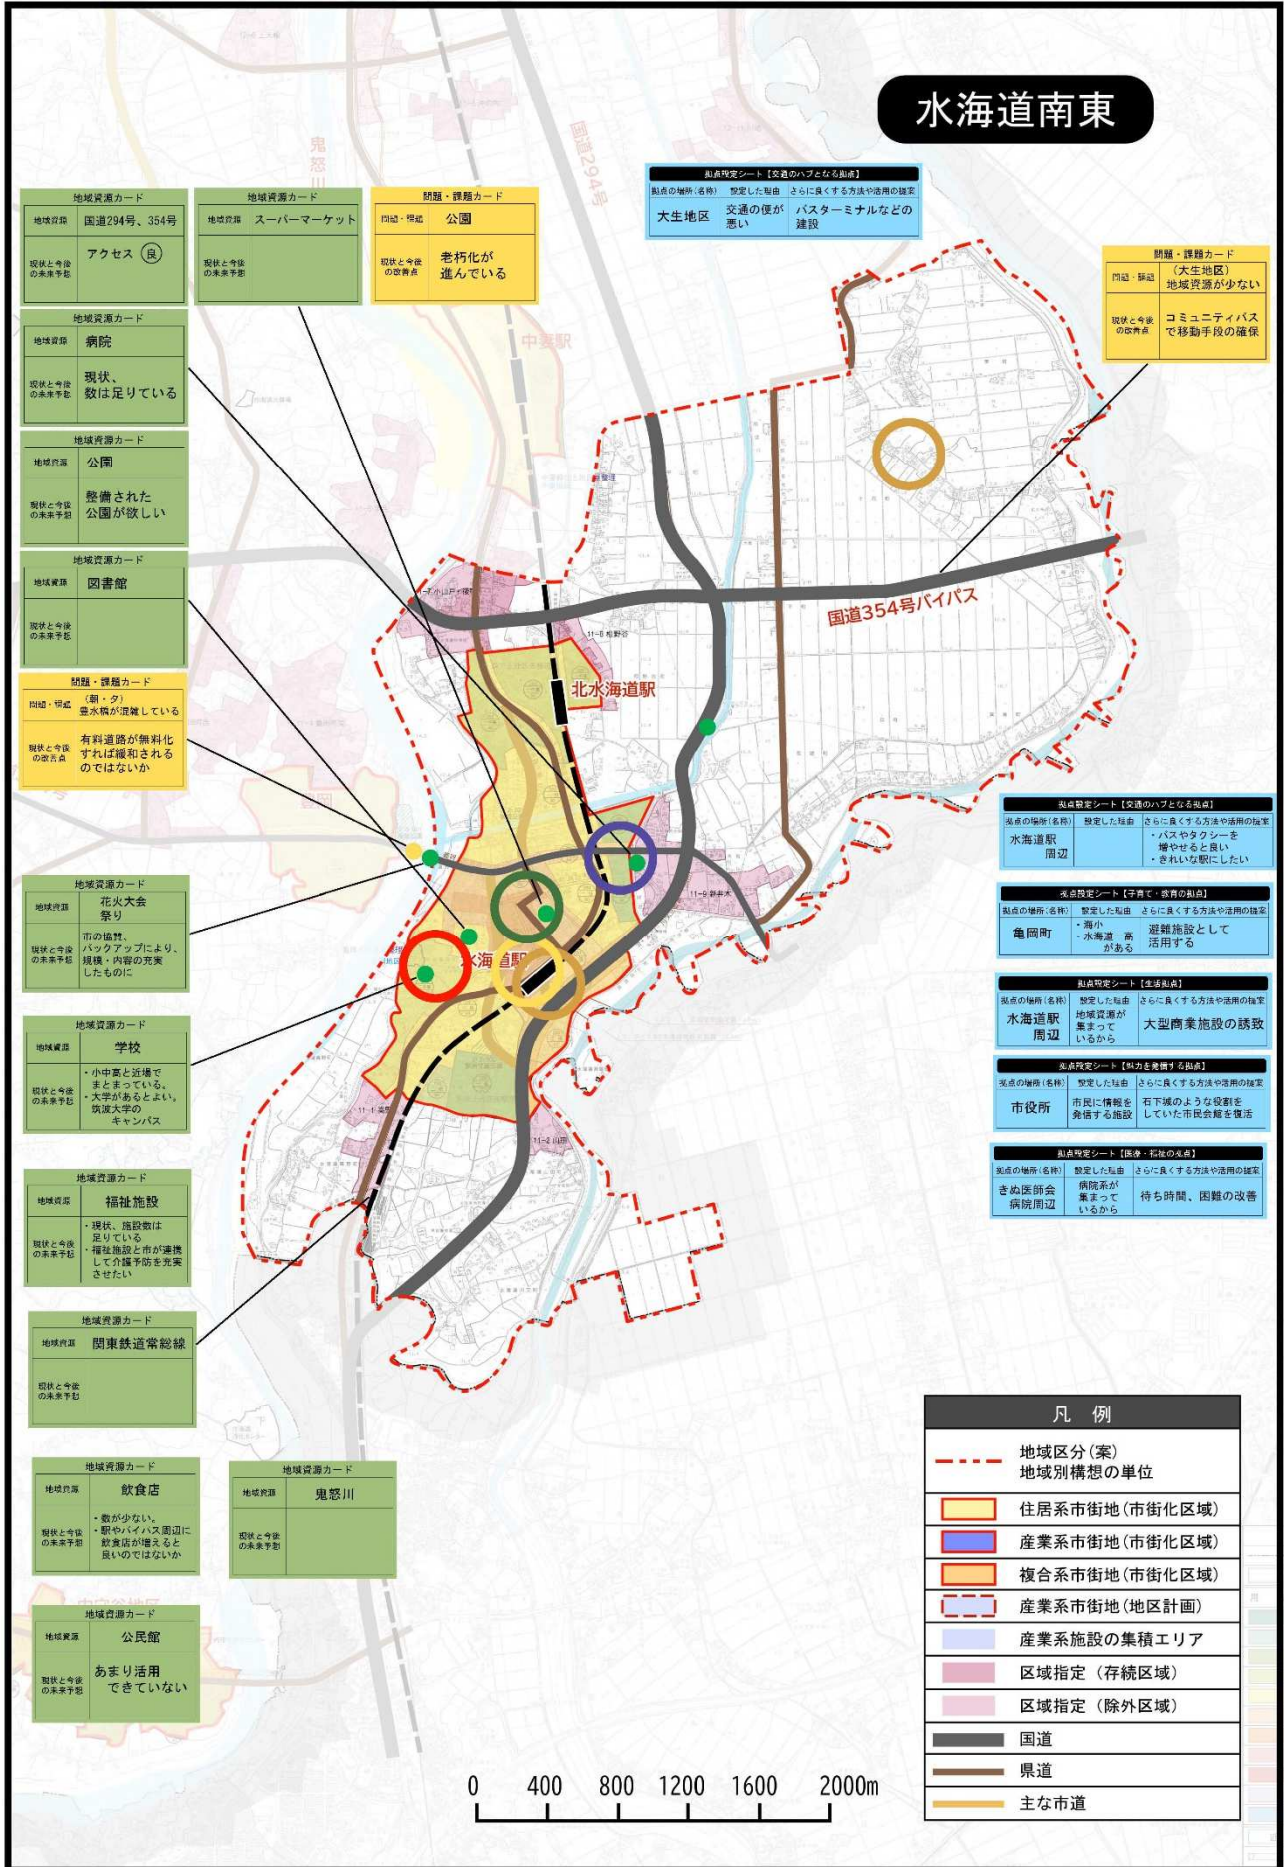 水海道南東
鬼怒川
国道294号
中妻駅
地域資源カード
地域資源 国道294号、354号
現状と今後
の未来予想
アクセス 良
地域資源カード
地域資源 スーパーマーケット
現状と今後
の未来予想
問題・課題カード
問題・課題 公園
現状と今後
の改善点
老朽化が
進んでいる
拠点設定シート【交通のハブとなる拠点】
拠点の場所(名称) 設定した理由 さらに良くする方法や活用の提案
大生地区
交通の便が
悪い
バスターミナルなどの
建設
問題・課題カード
問題・課題
(大生地区)
地域資源が少ない
現状と今後
の改善点
コミュニティバス
で移動手段の確保
地域資源カード
地域資源 病院
現状と今後
の未来予想
現状、
数は足りている
地域資源カード
地域資源 公園
現状と今後
の未来予想
整備された
公園が欲しい
地域資源カード
地域資源 図書館
現状と今後
の未来予想
問題・課題カード
問題・課題
(朝・夕)
豊水橋が混雑している
現状と今後
の改善点
有料道路が無料化
すれば緩和される
のではないか
地域資源カード
地域資源
花火大会
祭り
現状と今後
の未来予想
市の協賛、
バックアップにより、
規模・内容の充実
したものに
地域資源カード
地域資源 学校
現状と今後
の未来予想
・小中高と近場で
まとまっている。
・大学があるとよい。
筑波大学の
キャンパス
地域資源カード
地域資源 福祉施設
現状と今後
の未来予想
・現状、施設数は
足りている
・福祉施設と市が連携
して介護予防を充実
させたい
地域資源カード
地域資源 関東鉄道常総線
現状と今後
の未来予想
地域資源カード
地域資源 飲食店
現状と今後
の未来予想
・数が少ない。
・駅やバイパス周辺に
飲食店が増えると
良いのではないか
地域資源カード
地域資源 鬼怒川
現状と今後
の未来予想
地域資源カード
地域資源 公民館
現状と今後
の未来予想
あまり活用
できていない
国道354号バイパス
北水海道駅
水海道駅
11-9 新井木
豊岡
中守谷地区
拠点設定シート【交通のハブとなる拠点】
拠点の場所(名称) 設定した理由 さらに良くする方法や活用の提案
水海道駅
周辺
・バスやタクシーを
増やせると良い
・きれいな駅にしたい
拠点設定シート【子育て・教育の拠点】
拠点の場所(名称) 設定した理由 さらに良くする方法や活用の提案
亀岡町
・海小
・水海道 高
がある
避難施設として
活用する
拠点設定シート【生活拠点】
拠点の場所(名称) 設定した理由 さらに良くする方法や活用の提案
水海道駅
周辺
地域資源が
集まって
いるから
大型商業施設の誘致
拠点設定シート【魅力を発信する拠点】
拠点の場所(名称) 設定した理由 さらに良くする方法や活用の提案
市役所
市民に情報を
発信する施設
石下城のような役割を
していた市民会館を復活
拠点設定シート【医療・福祉の拠点】
拠点の場所(名称) 設定した理由 さらに良くする方法や活用の提案
きぬ医師会
病院周辺
病院系が
集まって
いるから
待ち時間、困難の改善
凡 例
地域区分(案)
地域別構想の単位
住居系市街地(市街化区域)
産業系市街地(市街化区域)
複合系市街地(市街化区域)
産業系市街地(地区計画)
産業系施設の集積エリア
区域指定 (存続区域)
区域指定 (除外区域)
国道
県道
主な市道
0 400 800 1200 1600 2000m